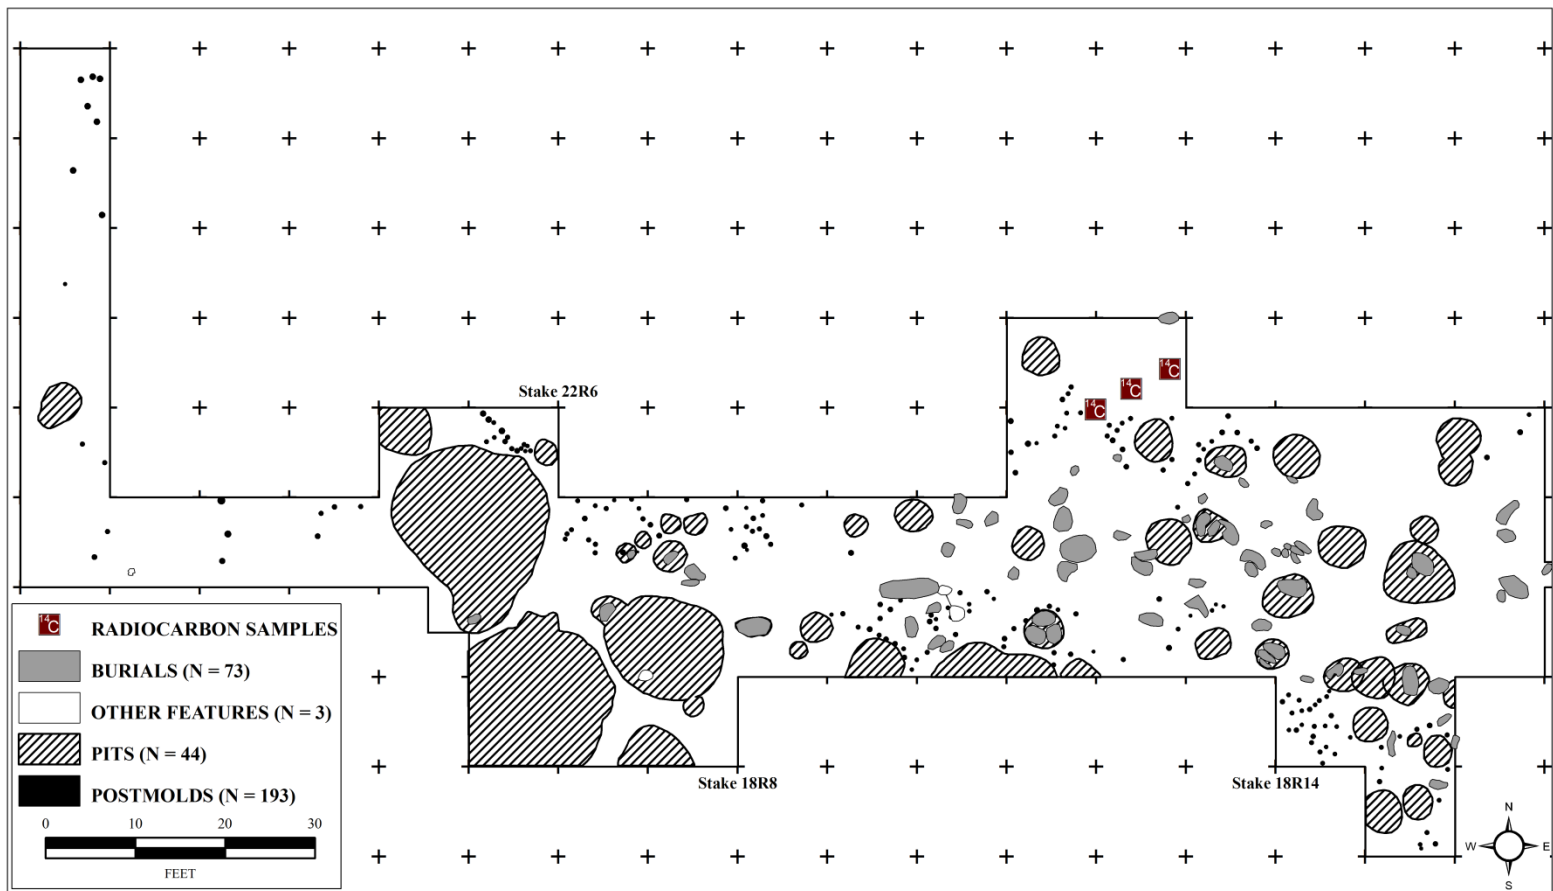 Stake 22R6
14C
14C
14C
Stake 18R8
Stake 18R14
14C RADIOCARBON SAMPLES
BURIALS (N = 73)
OTHER FEATURES (N = 3)
PITS (N = 44)
POSTMOLDS (N = 193)
0 10 20 30
FEET
N
W E
S